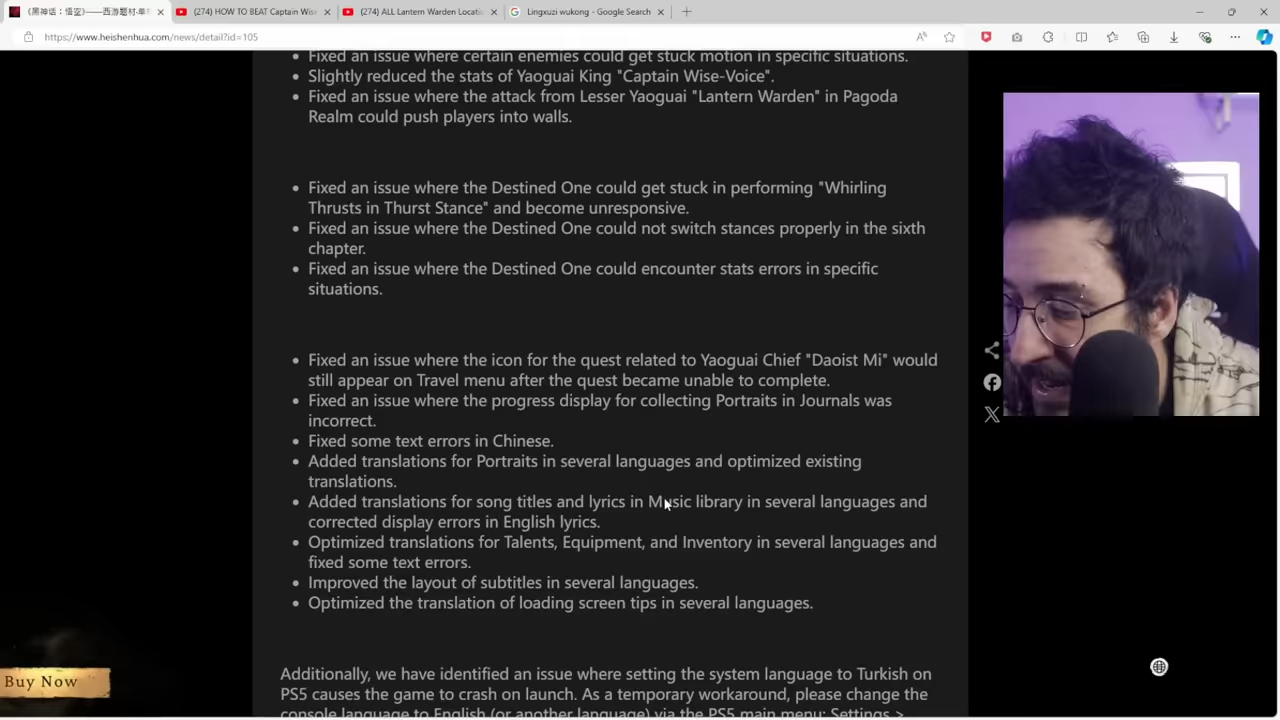 《黑神话：悟空》——西游题材·单
(274) HOW TO BEAT Captain Wise
(274) ALL Lantern Warden Locati
Lingxuzi wukong - Google Search
https://www.heishenhua.com/news/detail?id=105
Fixed an issue where certain enemies could get stuck motion in specific situations.
Slightly reduced the stats of Yaoguai King "Captain Wise-Voice".
Fixed an issue where the attack from Lesser Yaoguai "Lantern Warden" in Pagoda
Realm could push players into walls.
Fixed an issue where the Destined One could get stuck in performing "Whirling
Thrusts in Thurst Stance" and become unresponsive.
Fixed an issue where the Destined One could not switch stances properly in the sixth
chapter.
Fixed an issue where the Destined One could encounter stats errors in specific
situations.
Fixed an issue where the icon for the quest related to Yaoguai Chief "Daoist Mi" would
still appear on Travel menu after the quest became unable to complete.
Fixed an issue where the progress display for collecting Portraits in Journals was
incorrect.
Fixed some text errors in Chinese.
Added translations for Portraits in several languages and optimized existing
translations.
Added translations for song titles and lyrics in Music library in several languages and
corrected display errors in English lyrics.
Optimized translations for Talents, Equipment, and Inventory in several languages and
fixed some text errors.
Improved the layout of subtitles in several languages.
Optimized the translation of loading screen tips in several languages.
Buy Now
Additionally, we have identified an issue where setting the system language to Turkish on
PS5 causes the game to crash on launch. As a temporary workaround, please change the
console language to English (or another language) via the PS5 main menu: Settings >